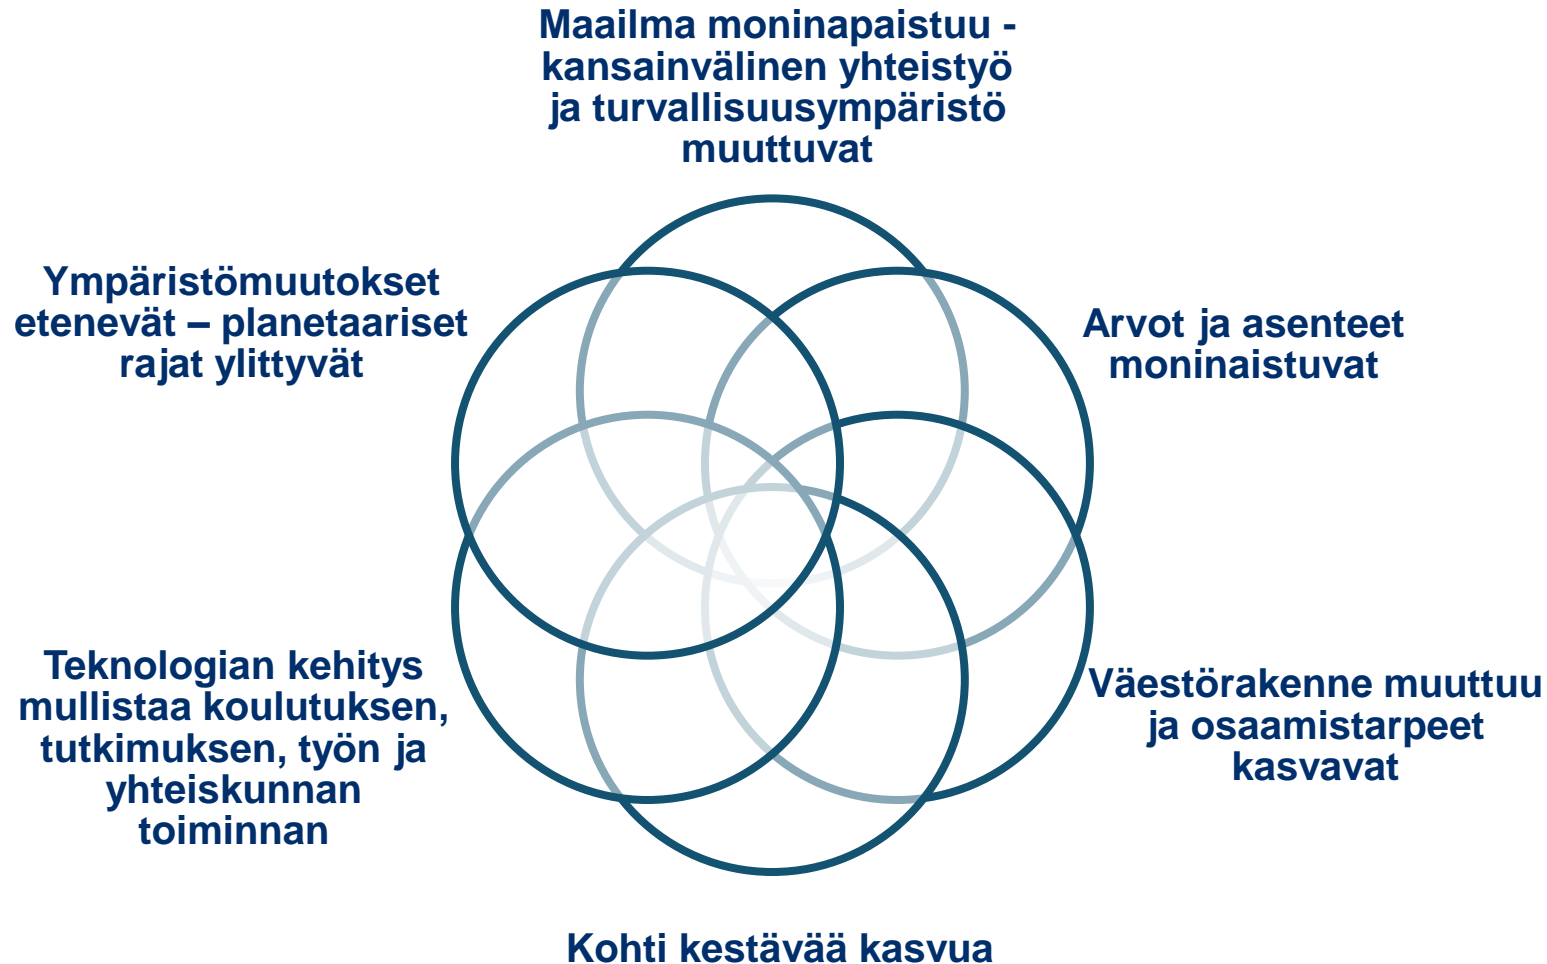 Maailma moninapaistuu -
kansainvälinen yhteistyö
ja turvallisuusympäristö
muuttuvat
Ympäristömuutokset
etenevät – planetaariset
rajat ylittyvät
Arvot ja asenteet
moninaistuvat
Teknologian kehitys
mullistaa koulutuksen,
tutkimuksen, työn ja
yhteiskunnan
toiminnan
Väestörakenne muuttuu
ja osaamistarpeet
kasvavat
Kohti kestävää kasvua